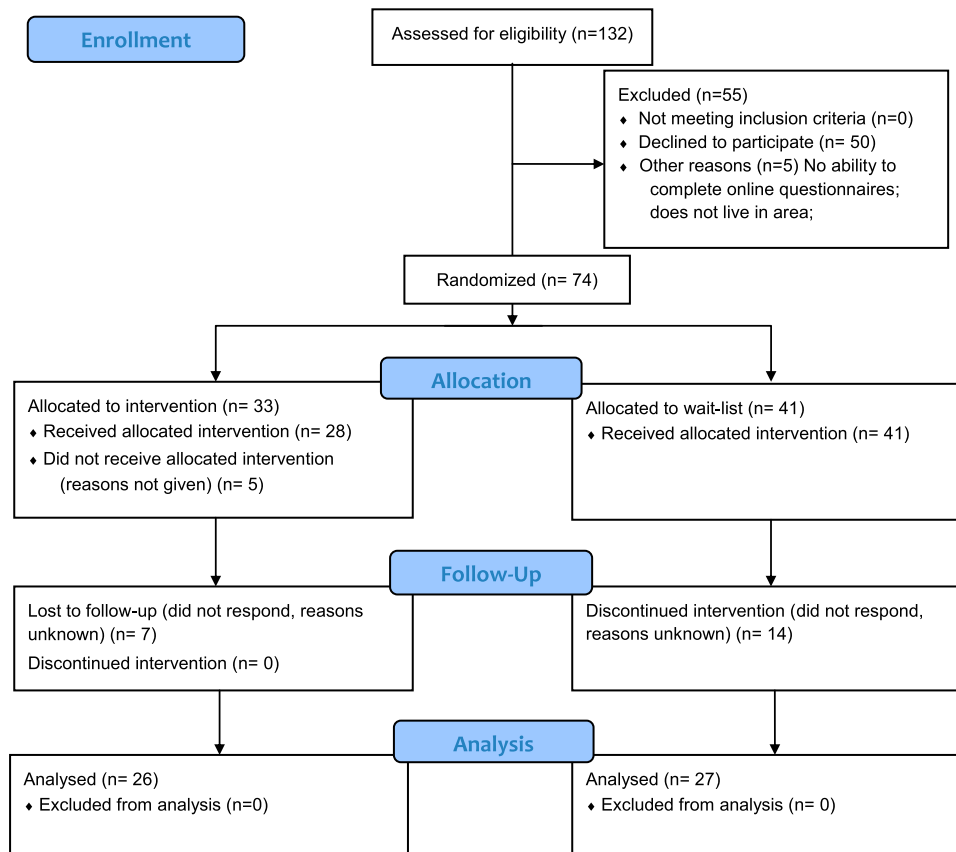 Enrollment
Assessed for eligibility (n=132)
Excluded (n=55)
♦ Not meeting inclusion criteria (n=0)
♦ Declined to participate (n= 50)
♦ Other reasons (n=5) No ability to
complete online questionnaires;
does not live in area;
Randomized (n= 74)
Allocation
Allocated to intervention (n= 33)
♦ Received allocated intervention (n= 28)
♦ Did not receive allocated intervention
(reasons not given) (n= 5)
Allocated to wait-list (n= 41)
♦ Received allocated intervention (n= 41)
Follow-Up
Lost to follow-up (did not respond, reasons
unknown) (n= 7)
Discontinued intervention (n= 0)
Discontinued intervention (did not respond,
reasons unknown) (n= 14)
Analysis
Analysed (n= 26)
♦ Excluded from analysis (n=0)
Analysed (n= 27)
♦ Excluded from analysis (n= 0)